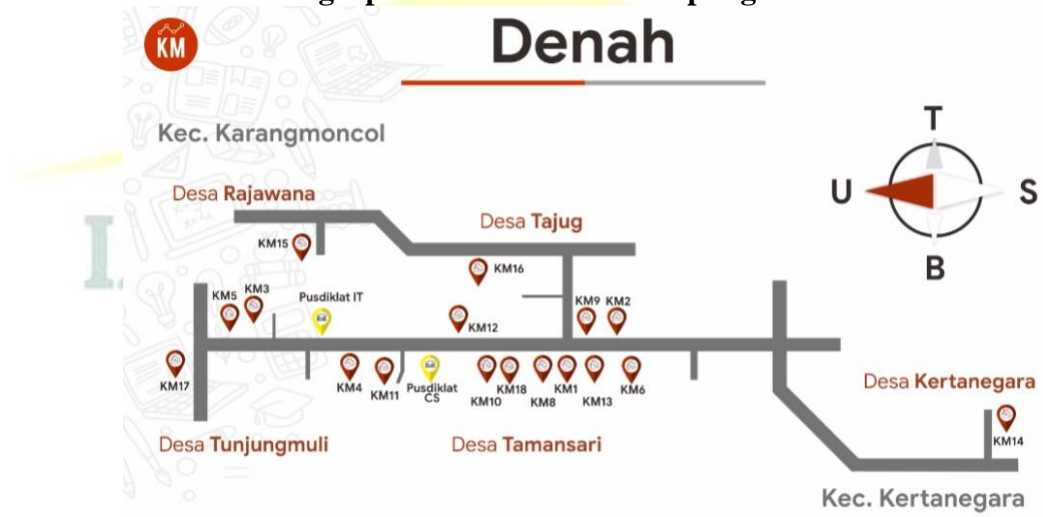 KM
Denah
Kec. Karangmoncol
T
U
S
B
Desa Rajawana
Desa Tajug
KM15
KM16
KM5
KM3
Pusdiklat IT
KM9
KM2
KM12
KM17
KM4
KM11
Pusdiklat
CS
KM10
KM18
KM8
KM1
KM13
KM6
Desa Kertanegara
KM14
Desa Tunjungmuli
Desa Tamansari
Kec. Kertanegara